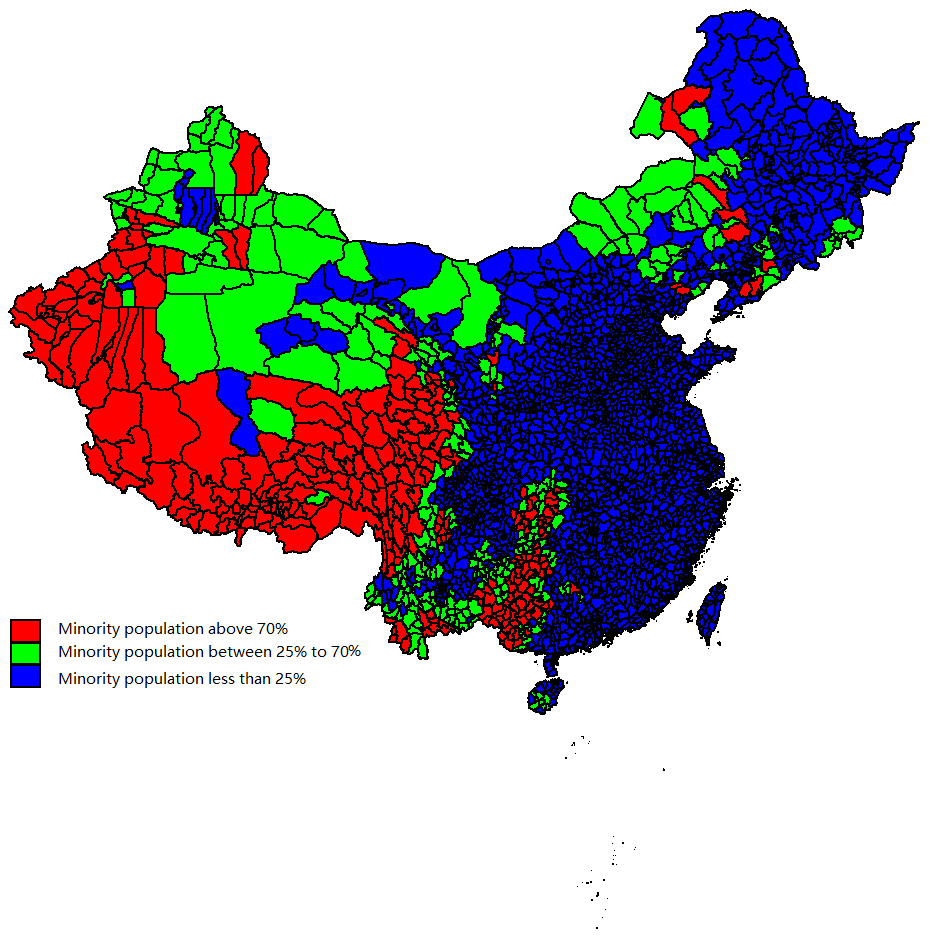 Minority population above 70%
Minority population between 25% to 70%
Minority population less than 25%